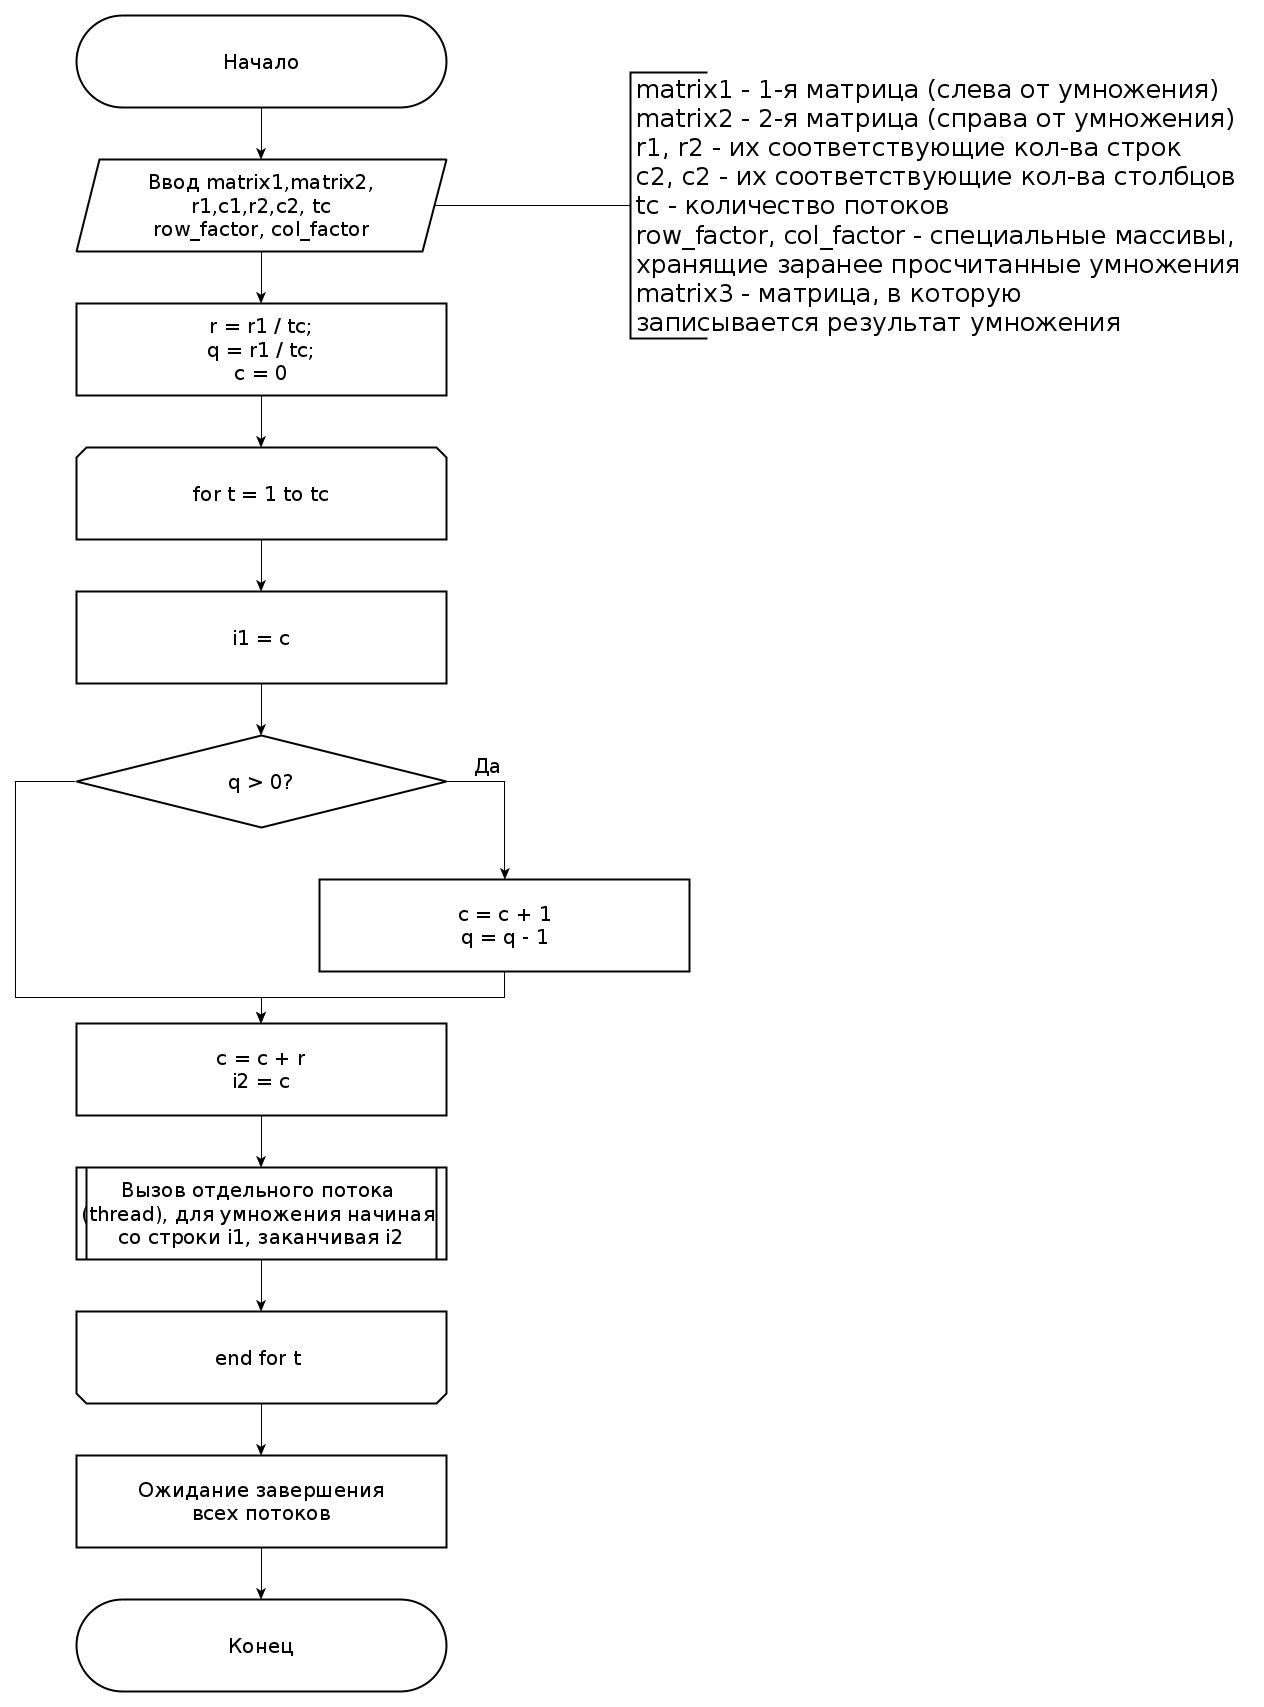 Начало
Ввод matrix1,matrix2,
r1,c1,r2,c2, tc
row_factor, col_factor
matrix1 - 1-я матрица (слева от умножения)
matrix2 - 2-я матрица (справа от умножения)
r1, r2 - их соответствующие кол-ва строк
c2, c2 - их соответствующие кол-ва столбцов
tc - количество потоков
row_factor, col_factor - специальные массивы,
хранящие заранее просчитанные умножения
matrix3 - матрица, в которую
записывается результат умножения
r = r1 / tc;
q = r1 / tc;
c = 0
for t = 1 to tc
i1 = c
q > 0?
Да
c = c + 1
q = q - 1
c = c + r
i2 = c
Вызов отдельного потока
(thread), для умножения начиная
со строки i1, заканчивая i2
end for t
Ожидание завершения
всех потоков
Конец